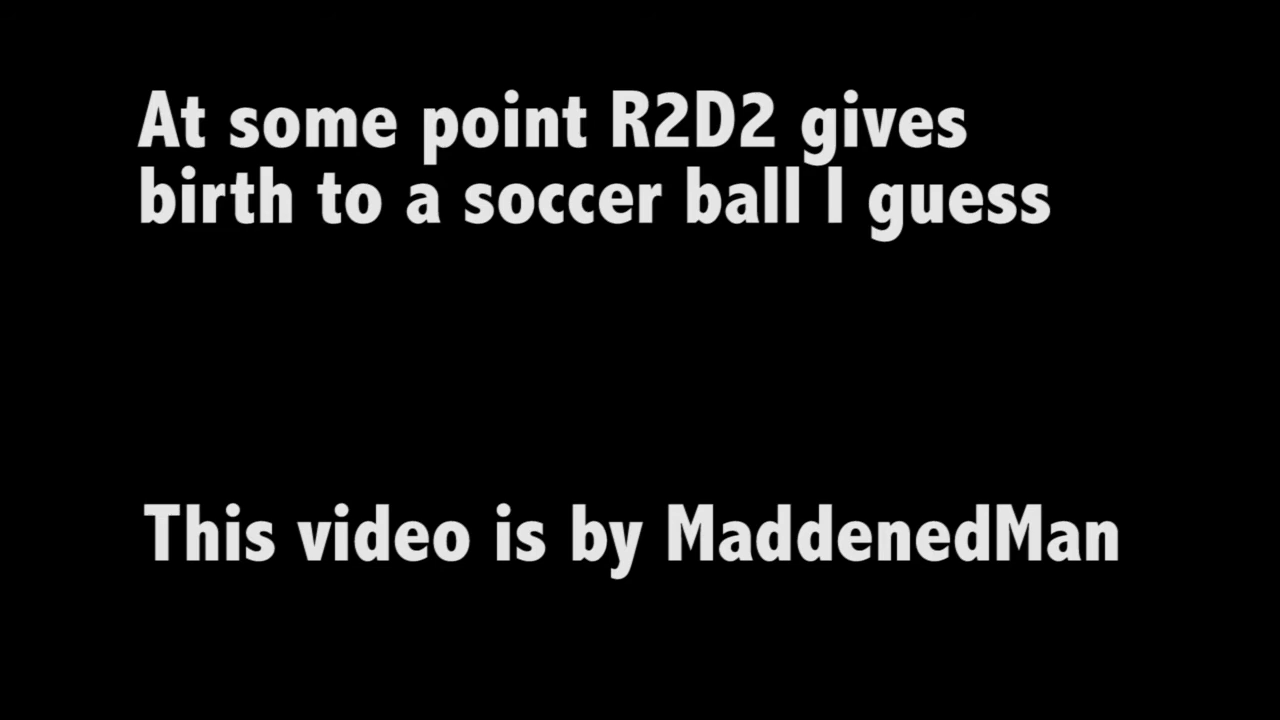 At some point R2D2 gives
birth to a soccer ball I guess
This video is by MaddenedMan